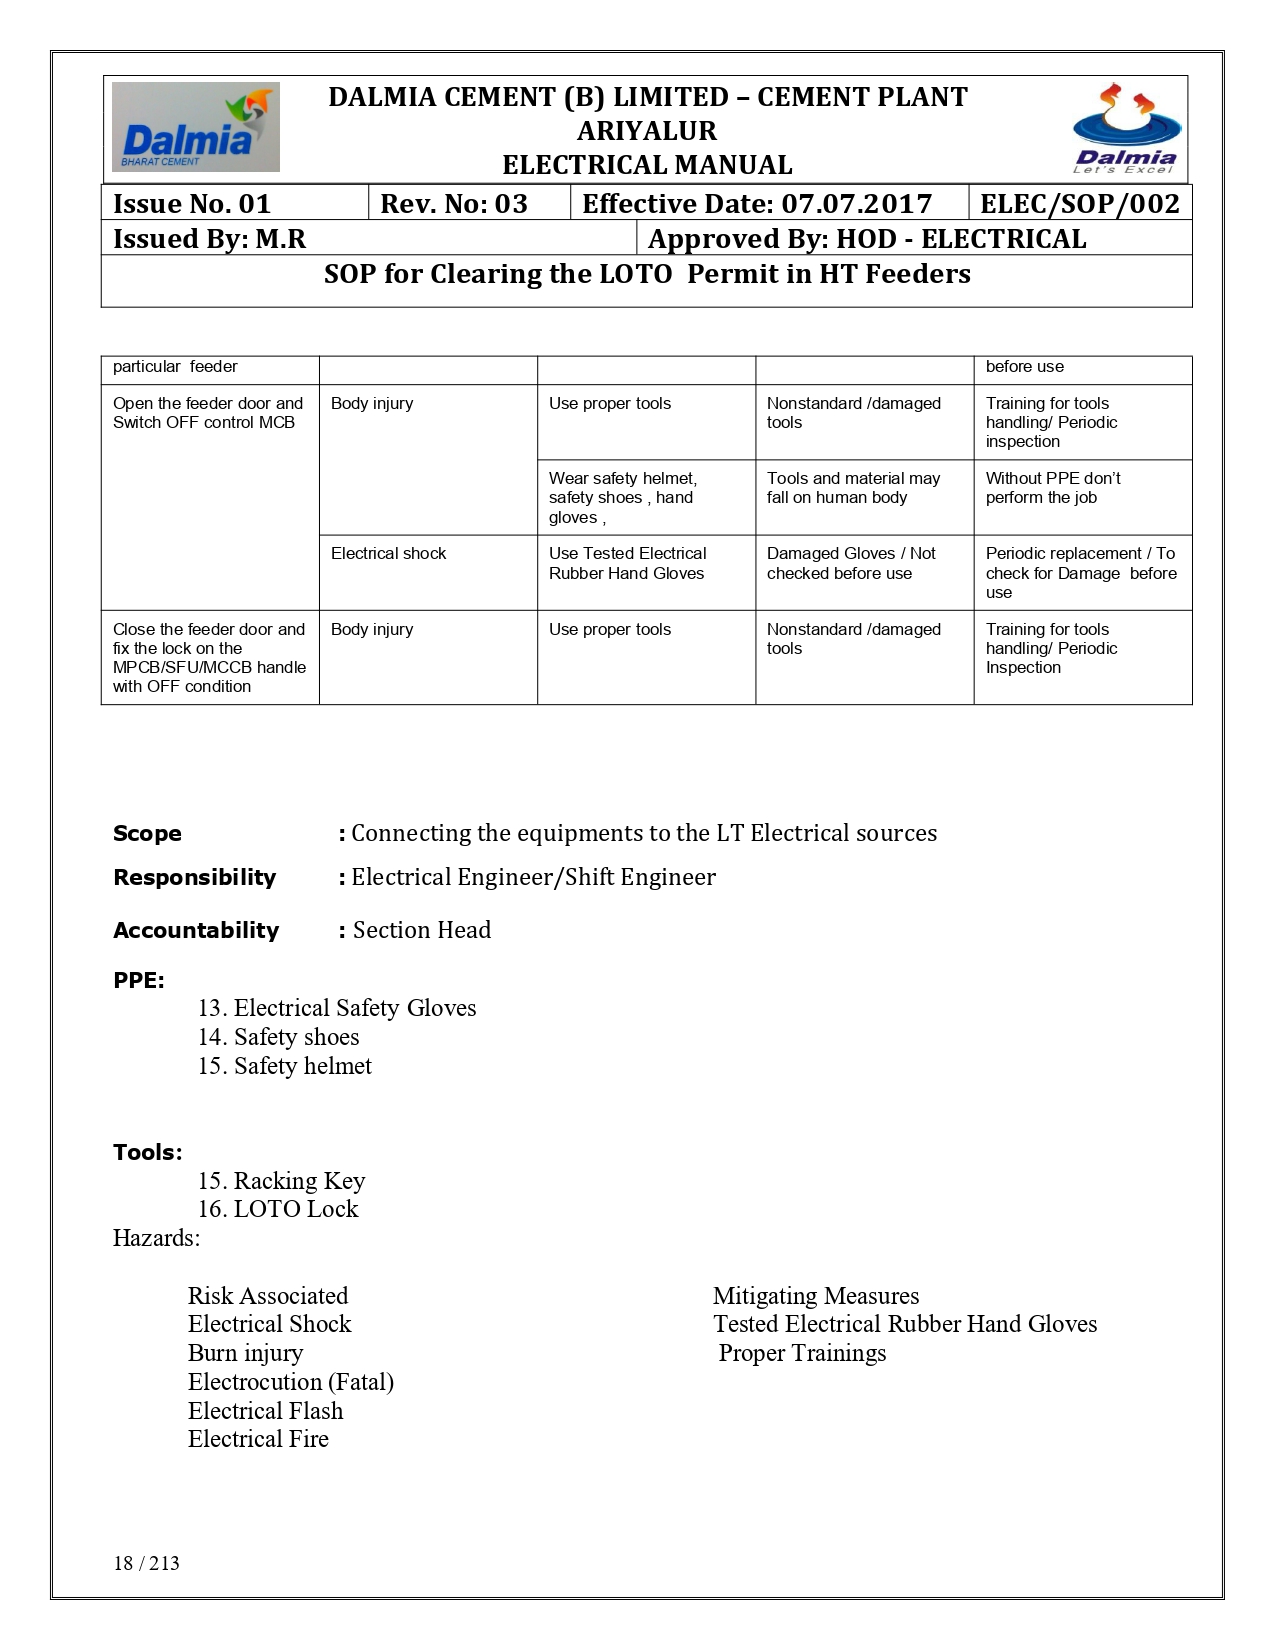 Dalmia
BHARAT CEMENT
DALMIA CEMENT (B) LIMITED – CEMENT PLANT
ARIYALUR
ELECTRICAL MANUAL
Dalmia
Let's Excel
Issue No. 01 Rev. No: 03 Effective Date: 07.07.2017 ELEC/SOP/002
Issued By: M.R Approved By: HOD - ELECTRICAL
SOP for Clearing the LOTO  Permit in HT Feeders
particular  feeder before use
Open the feeder door and Body injury Use proper tools Nonstandard /damaged Training for tools
Switch OFF control MCB tools handling/ Periodic
inspection
Wear safety helmet, Tools and material may Without PPE don’t
safety shoes , hand fall on human body perform the job
gloves ,
Electrical shock Use Tested Electrical Damaged Gloves / Not Periodic replacement / To
Rubber Hand Gloves checked before use check for Damage  before
use
Close the feeder door and Body injury Use proper tools Nonstandard /damaged Training for tools
fix the lock on the tools handling/ Periodic
MPCB/SFU/MCCB handle Inspection
with OFF condition
Scope : Connecting the equipments to the LT Electrical sources
Responsibility : Electrical Engineer/Shift Engineer
Accountability : Section Head
PPE:
13. Electrical Safety Gloves
14. Safety shoes
15. Safety helmet
Tools:
15. Racking Key
16. LOTO Lock
Hazards:
Risk Associated Mitigating Measures
Electrical Shock Tested Electrical Rubber Hand Gloves
Burn injury Proper Trainings
Electrocution (Fatal)
Electrical Flash
Electrical Fire
18 / 213